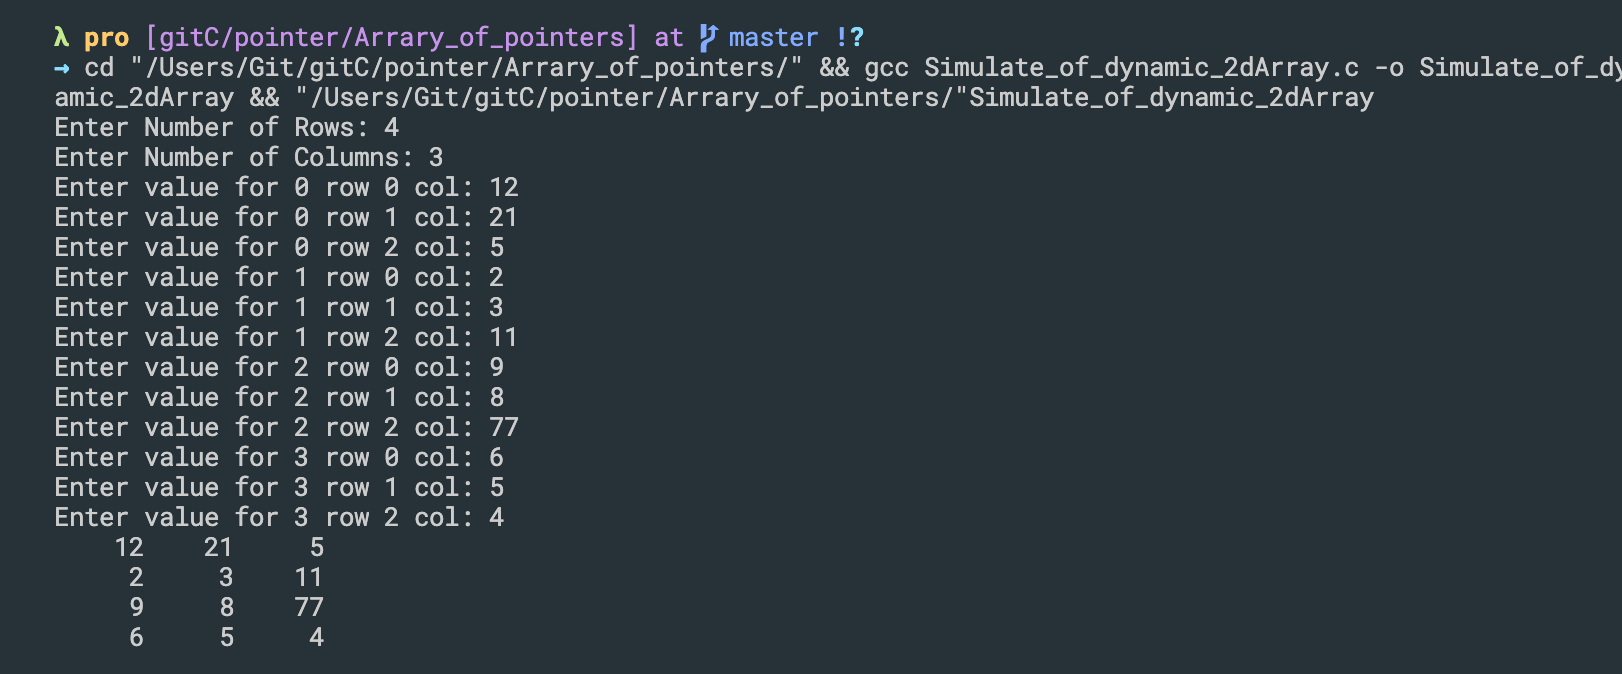 λ pro [gitC/pointer/Arrary_of_pointers] at master !?
→ cd "/Users/Git/gitC/pointer/Arrary_of_pointers/" && gcc Simulate_of_dynamic_2dArray.c -o Simulate_of_dy
amic_2dArray && "/Users/Git/gitC/pointer/Arrary_of_pointers/"Simulate_of_dynamic_2dArray
Enter Number of Rows: 4
Enter Number of Columns: 3
Enter value for 0 row 0 col: 12
Enter value for 0 row 1 col: 21
Enter value for 0 row 2 col: 5
Enter value for 1 row 0 col: 2
Enter value for 1 row 1 col: 3
Enter value for 1 row 2 col: 11
Enter value for 2 row 0 col: 9
Enter value for 2 row 1 col: 8
Enter value for 2 row 2 col: 77
Enter value for 3 row 0 col: 6
Enter value for 3 row 1 col: 5
Enter value for 3 row 2 col: 4
12 21 5
2 3 11
9 8 77
6 5 4